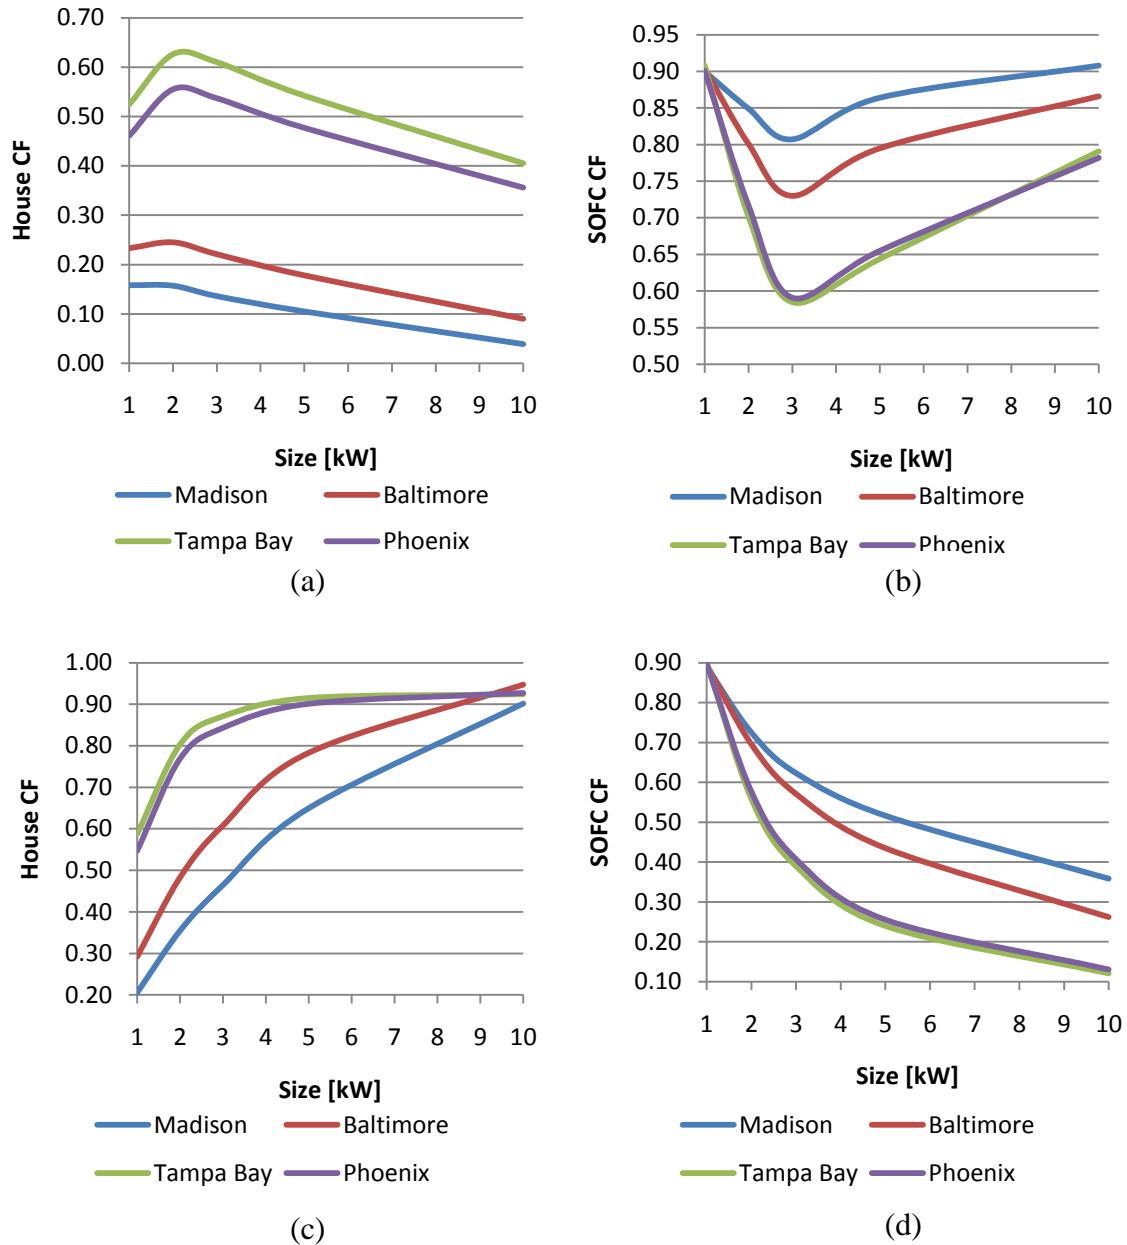 House CF
0.70
0.60
0.50
0.40
0.30
0.20
0.10
0.00
1 2 3 4 5 6 7 8 9 10
Size [kW]
Madison Baltimore
Tampa Bay Phoenix
(a)
SOFC CF
0.95
0.90
0.85
0.80
0.75
0.70
0.65
0.60
0.55
0.50
1 2 3 4 5 6 7 8 9 10
Size [kW]
Madison Baltimore
Tampa Bay Phoenix
(b)
House CF
1.00
0.90
0.80
0.70
0.60
0.50
0.40
0.30
0.20
1 2 3 4 5 6 7 8 9 10
Size [kW]
Madison Baltimore
Tampa Bay Phoenix
(c)
SOFC CF
0.90
0.80
0.70
0.60
0.50
0.40
0.30
0.20
0.10
1 2 3 4 5 6 7 8 9 10
Size [kW]
Madison Baltimore
Tampa Bay Phoenix
(d)